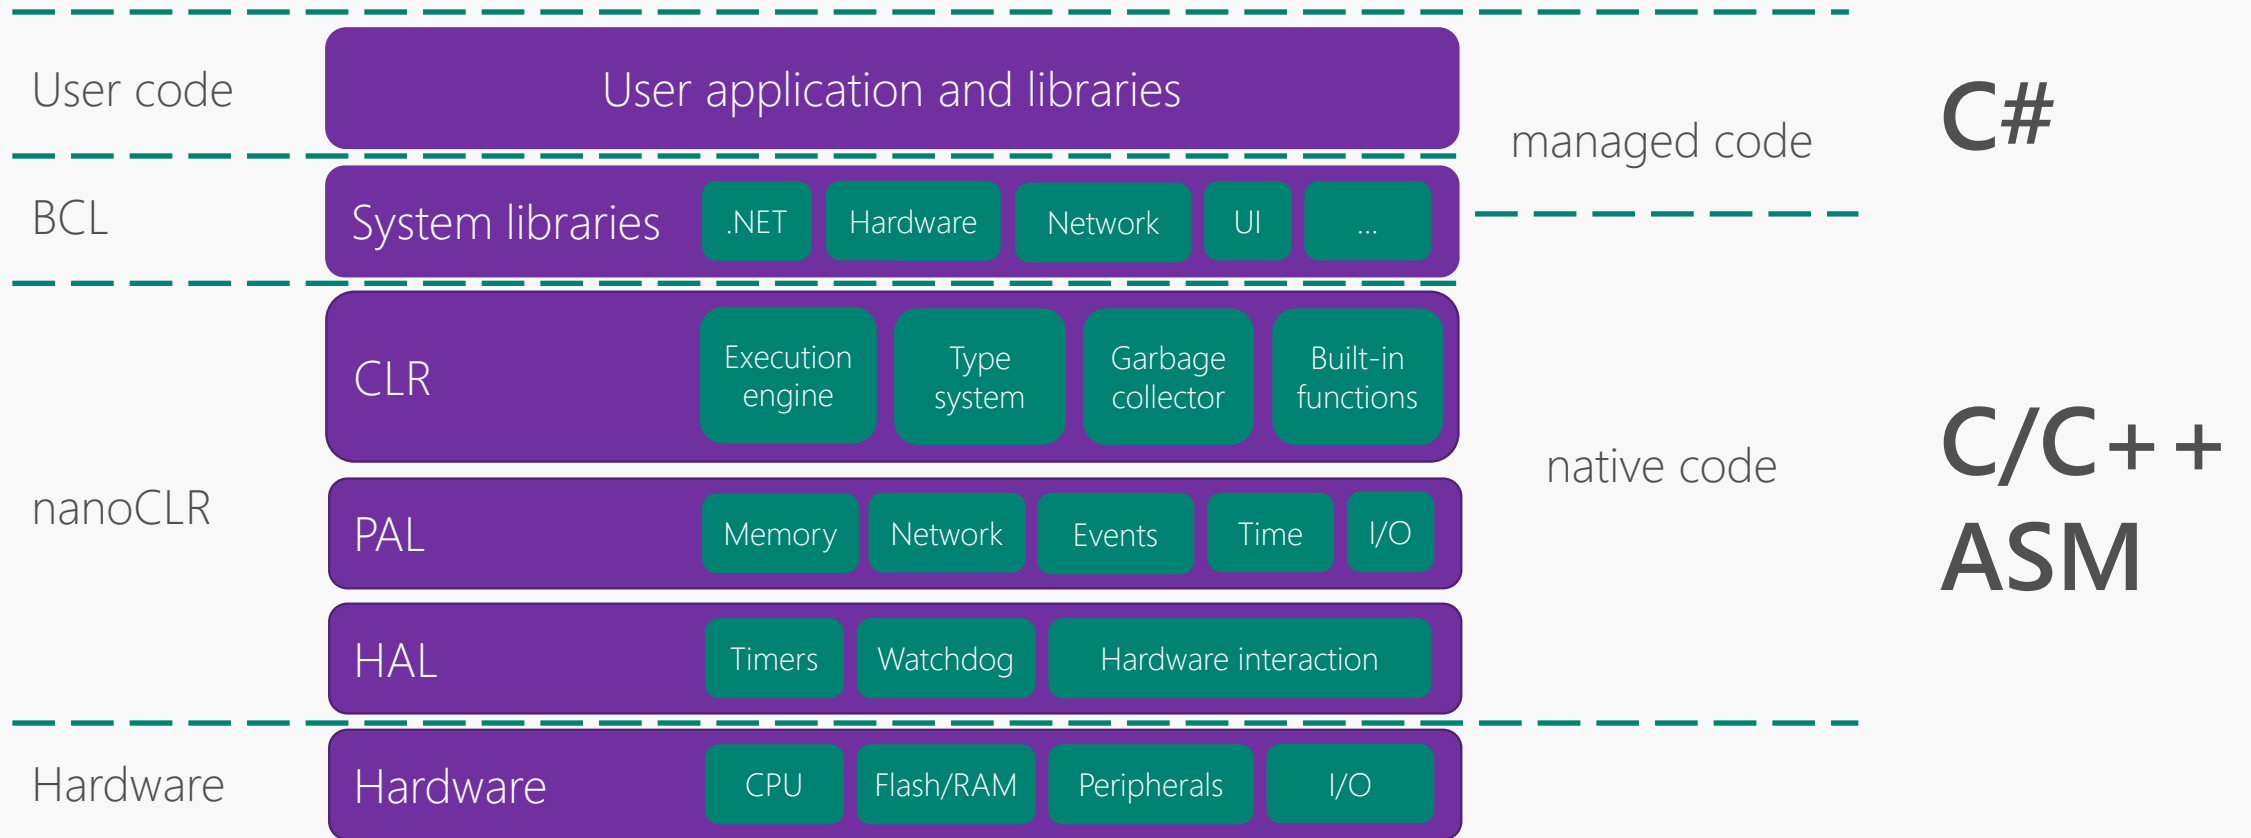 User code
User application and libraries
managed code
C#
BCL
System libraries
.NET
Hardware
Network
UI
...
nanoCLR
CLR
Execution
engine
Type
system
Garbage
collector
Built-in
functions
native code
C/C++
ASM
PAL
Memory
Network
Events
Time
I/O
HAL
Timers
Watchdog
Hardware interaction
Hardware
Hardware
CPU
Flash/RAM
Peripherals
I/O